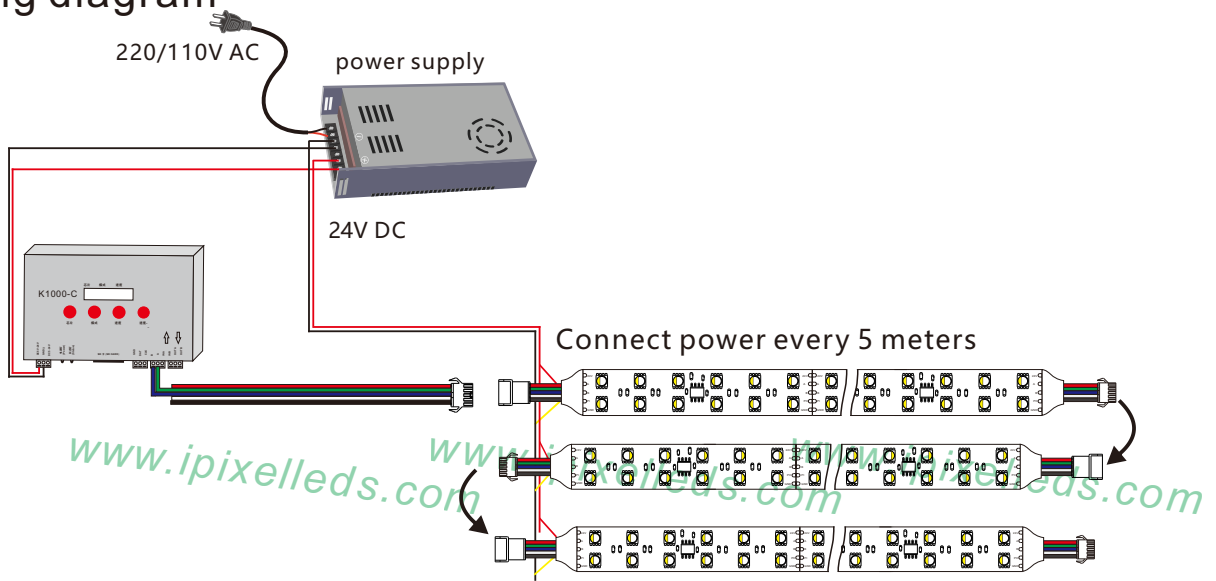 ng diagram
220/110V AC
power supply
24V DC
K1000-C
Connect power every 5 meters
www.ipixelleds.com
www.ipixelleds.com
www.ipixelleds.com